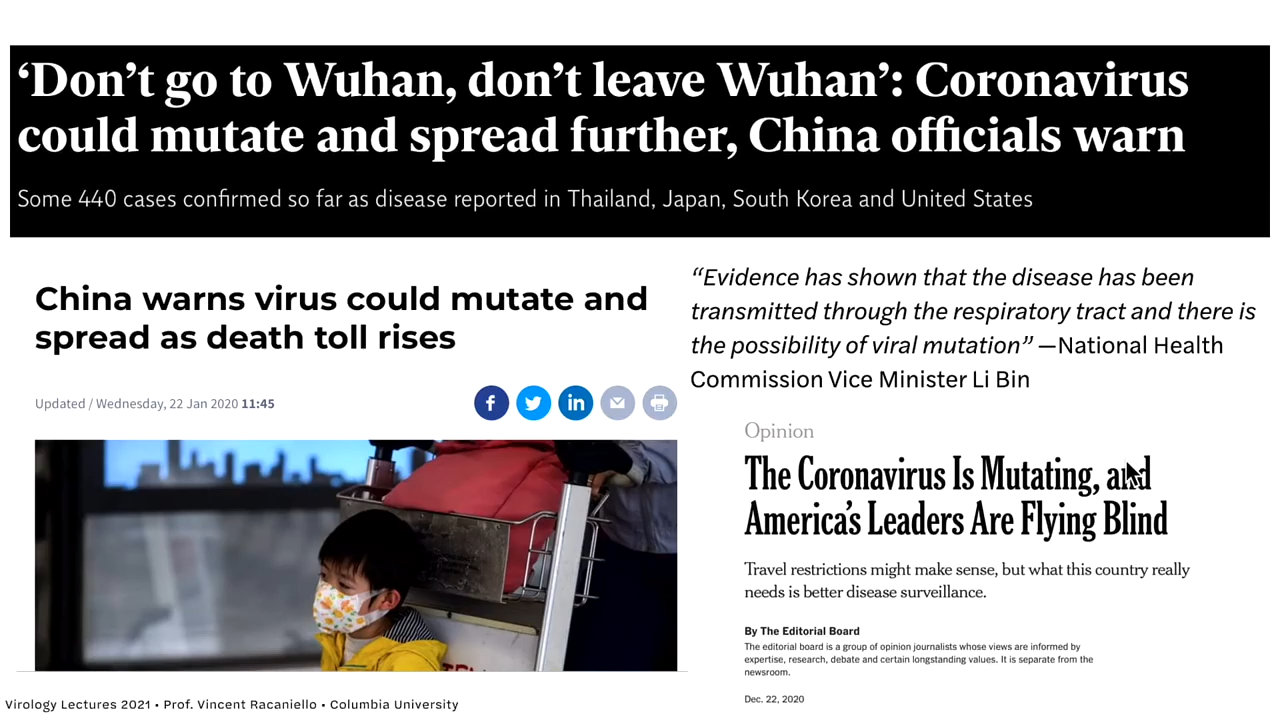 ‘Don’t go to Wuhan, don’t leave Wuhan’: Coronavirus
could mutate and spread further, China officials warn
Some 440 cases confirmed so far as disease reported in Thailand, Japan, South Korea and United States
China warns virus could mutate and
spread as death toll rises
Updated / Wednesday, 22 Jan 2020 11:45
“Evidence has shown that the disease has been
transmitted through the respiratory tract and there is
the possibility of viral mutation” —National Health
Commission Vice Minister Li Bin
Opinion
The Coronavirus Is Mutating, and
America’s Leaders Are Flying Blind
Travel restrictions might make sense, but what this country really
needs is better disease surveillance.
By The Editorial Board
The editorial board is a group of opinion journalists whose views are informed by
expertise, research, debate and certain longstanding values. It is separate from the
newsroom.
Dec. 22, 2020
Virology Lectures 2021 • Prof. Vincent Racaniello • Columbia University